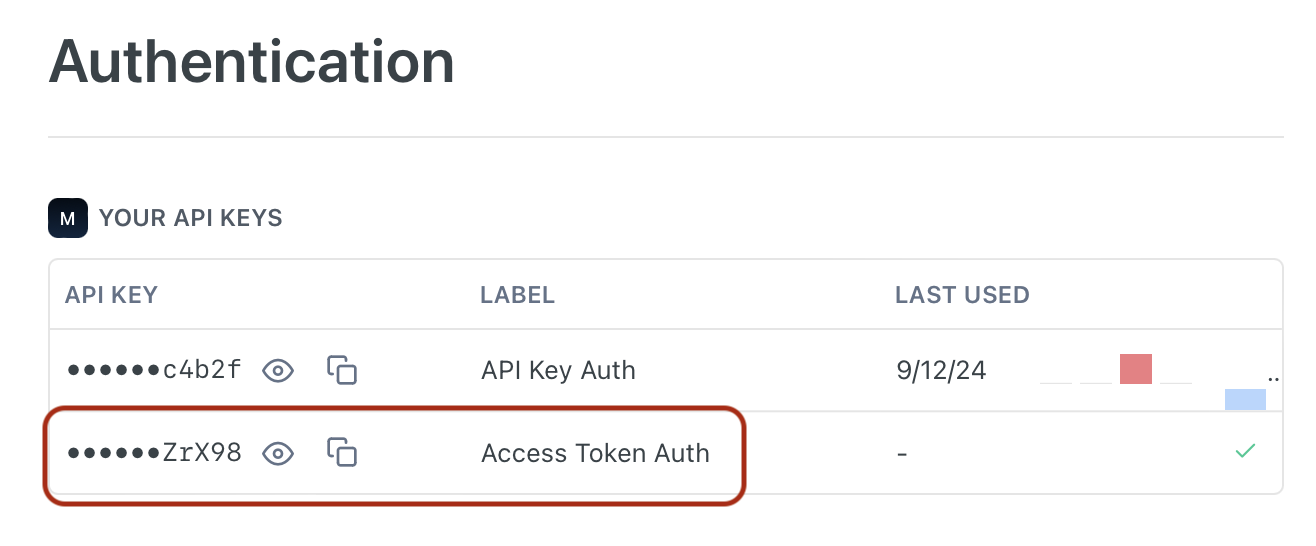 Authentication
M YOUR API KEYS
API KEY LABEL LAST USED
••••••c4b2f API Key Auth 9/12/24 ..
••••••ZrX98 Access Token Auth -